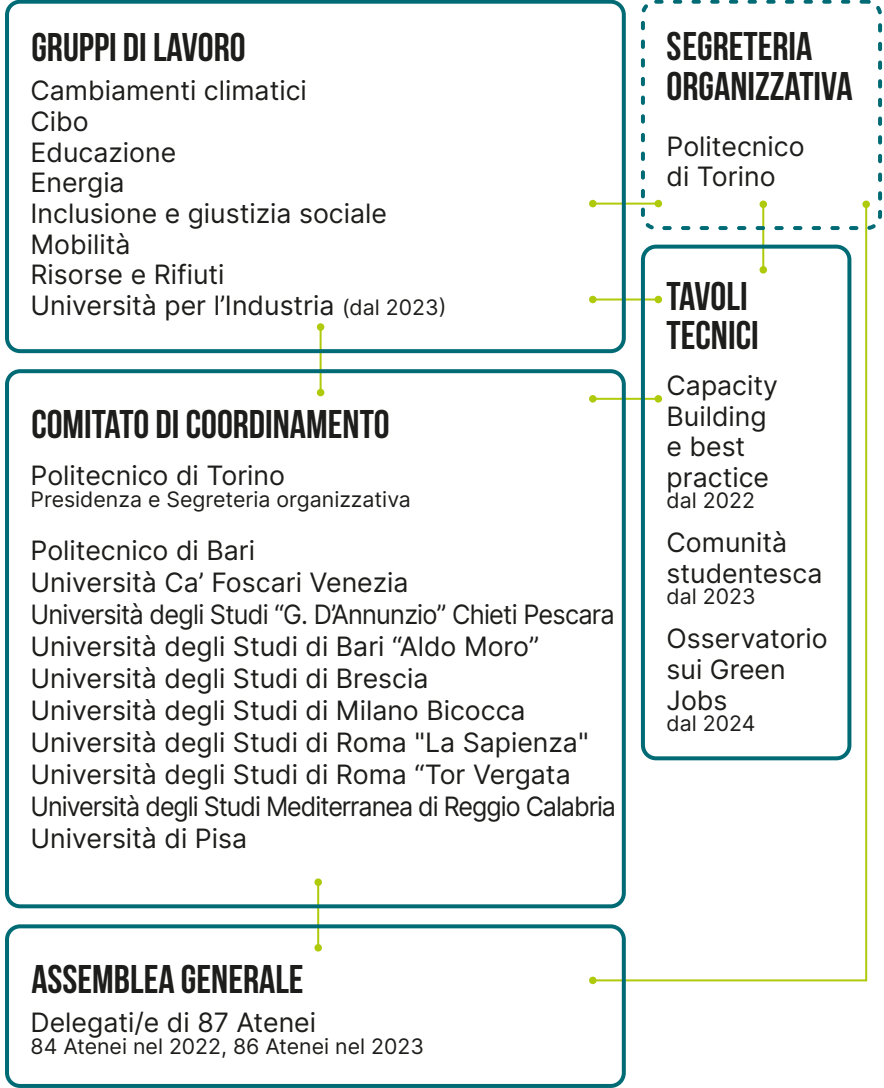 GRUPPI DI LAVORO
Cambiamenti climatici
Cibo
Educazione
Energia
Inclusione e giustizia sociale
Mobilità
Risorse e Rifiuti
Università per l’Industria (dal 2023)
SEGRETERIA
ORGANIZZATIVA
Politecnico
di Torino
TAVOLI
TECNICI
Capacity
Building
e best
practice
dal 2022
Comunità
studentesca
dal 2023
Osservatorio
sui Green
Jobs
dal 2024
COMITATO DI COORDINAMENTO
Politecnico di Torino
Presidenza e Segreteria organizzativa
Politecnico di Bari
Università Ca’ Foscari Venezia
Università degli Studi “G. D’Annunzio” Chieti Pescara
Università degli Studi di Bari “Aldo Moro”
Università degli Studi di Brescia
Università degli Studi di Milano Bicocca
Università degli Studi di Roma "La Sapienza"
Università degli Studi di Roma “Tor Vergata
Università degli Studi Mediterranea di Reggio Calabria
Università di Pisa
ASSEMBLEA GENERALE
Delegati/e di 87 Atenei
84 Atenei nel 2022, 86 Atenei nel 2023